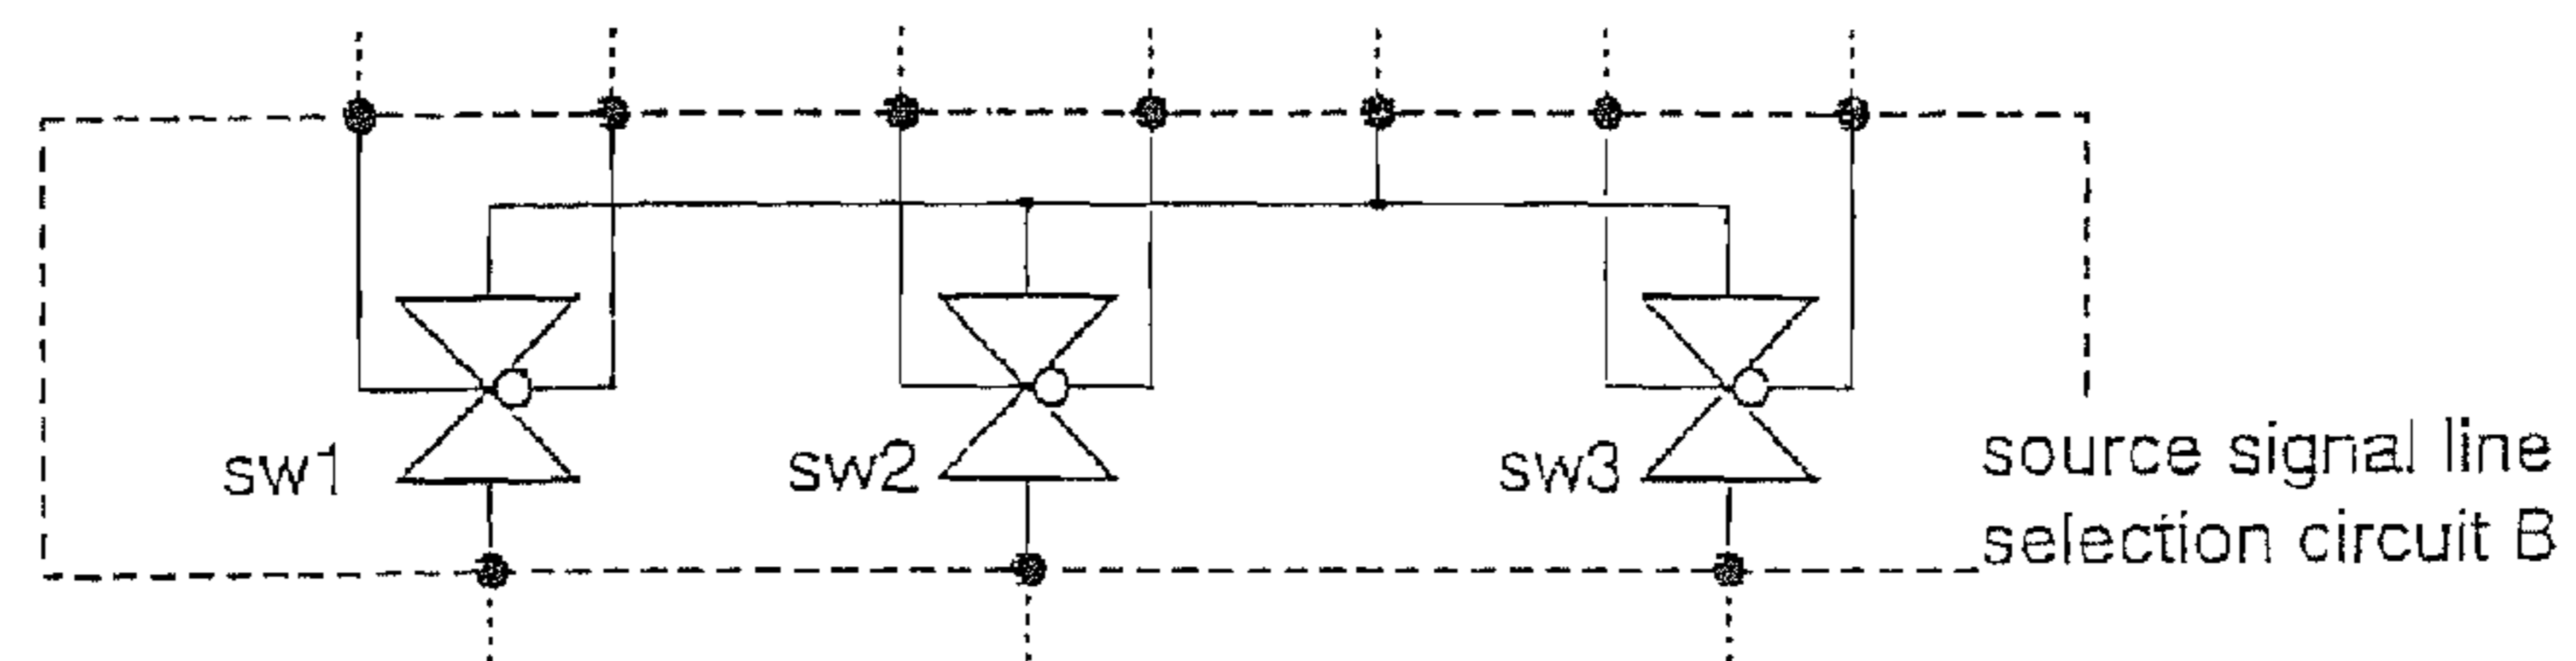 sw1
sw2
sw3
source signal line
selection circuit B